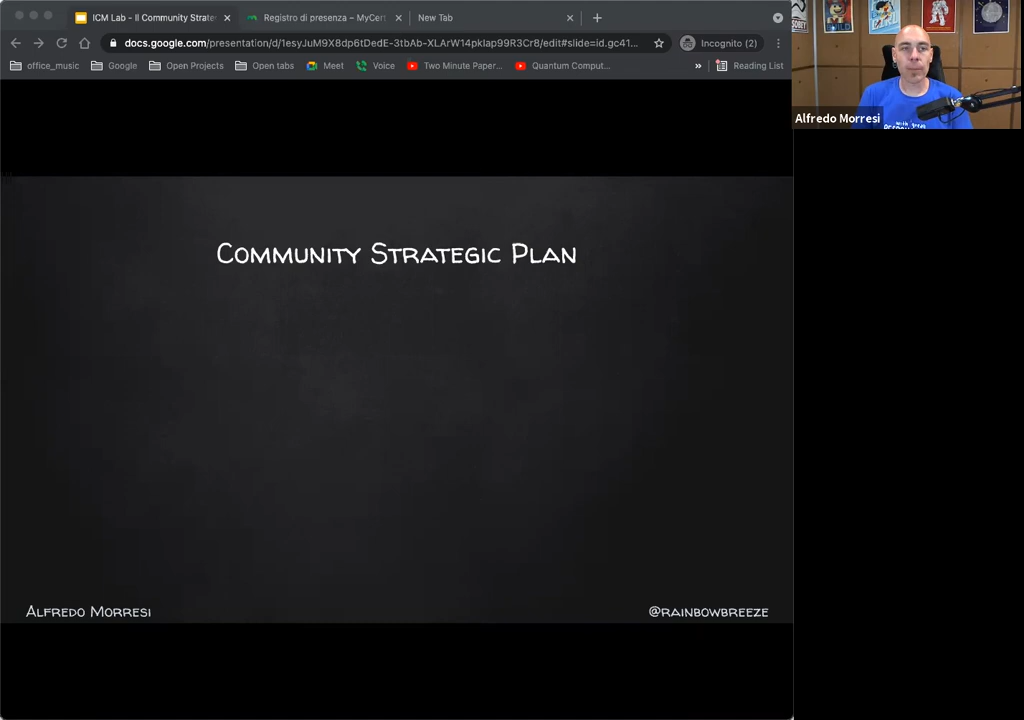 ICM Lab - Il Community Strate
Registro di presenza – MyCert
New Tab
docs.google.com/presentation/d/1esyJuM9X8dp6tDedE-3tbAb-XLArW14pkIap99R3Cr8/edit#slide=id.gc41...
Incognito (2)
office_music
Google
Open Projects
Open tabs
Meet
Voice
Two Minute Paper...
Quantum Comput...
»
Reading List
Alfredo Morresi
Community Strategic Plan
Alfredo Morresi
@rainbowbreeze